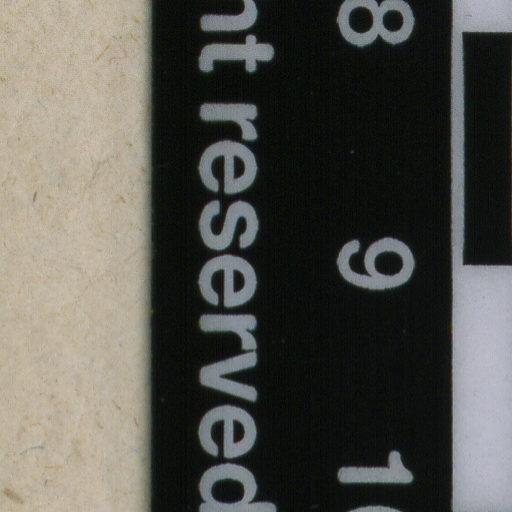 8 9 1
nt reserved